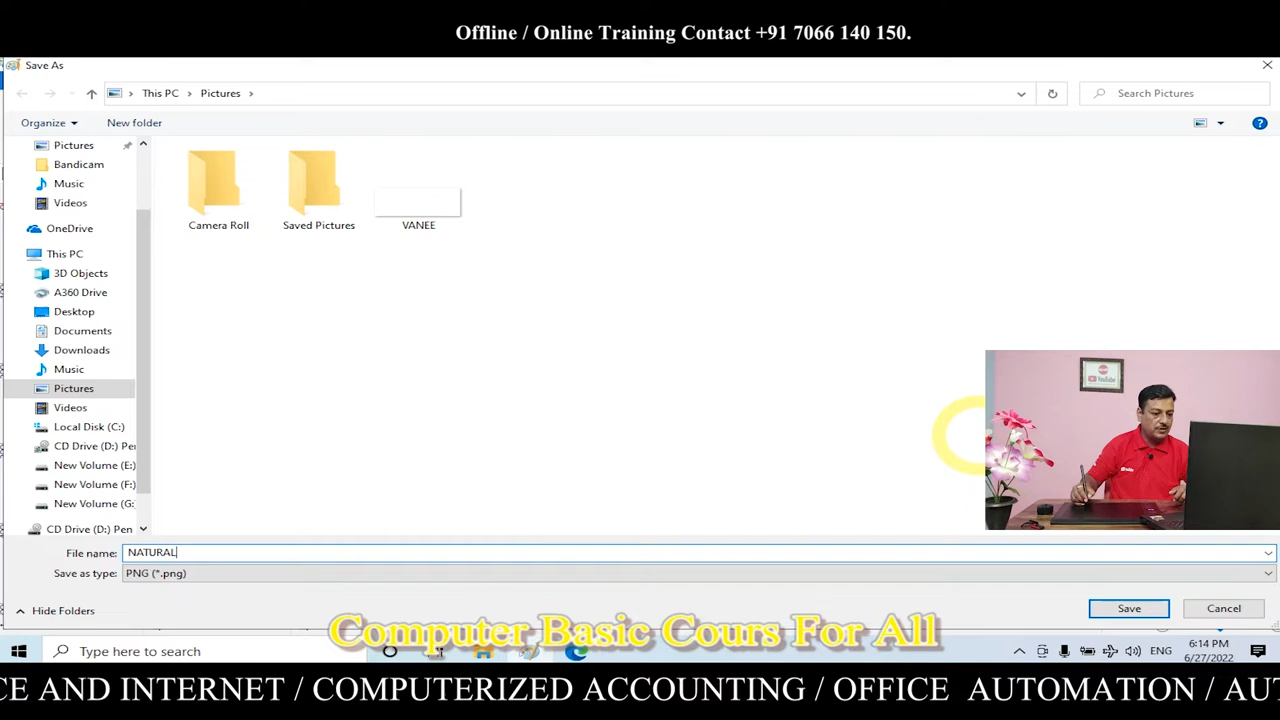 Offline / Online Training Contact +91 7066 140 150.
Save As
This PC > Pictures >
Search Pictures
Organize
New folder
Pictures
Bandicam
Music
Videos
OneDrive
This PC
3D Objects
A360 Drive
Desktop
Documents
Downloads
Music
Pictures
Videos
Local Disk (C:)
CD Drive (D:) Pen
New Volume (E:)
New Volume (F:)
New Volume (G:
CD Drive (D:) Pen
Camera Roll
Saved Pictures
VANEE
YouTube
File name: NATURAL
Save as type: PNG (*.png)
Hide Folders
Save
Cancel
Computer Basic Cours For All
Type here to search
ENG
6:14 PM
6/27/2022
CE AND INTERNET / COMPUTERIZED ACCOUNTING / OFFICE AUTOMATION / AUT